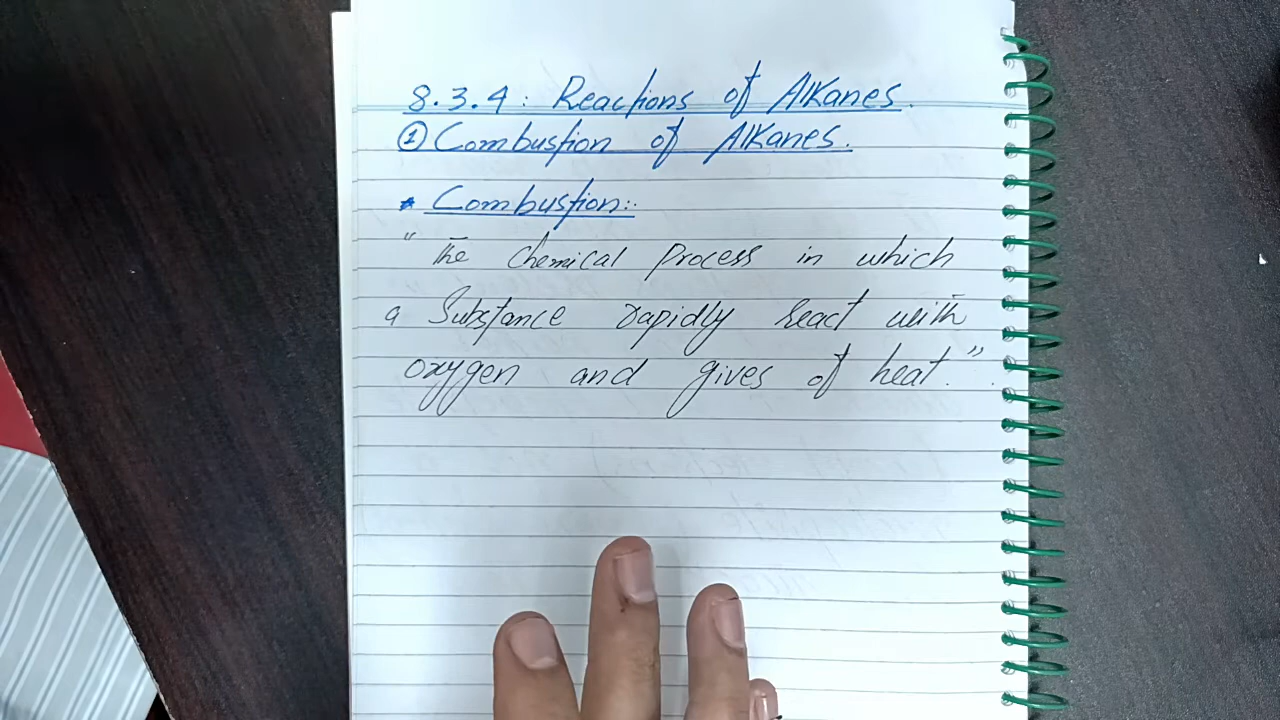 8.3.4: Reactions of Alkanes.
① Combustion of Alkanes.
* Combustion:.
"The Chemical Process in which
a Substance rapidly react with
oxygen and gives of heat."